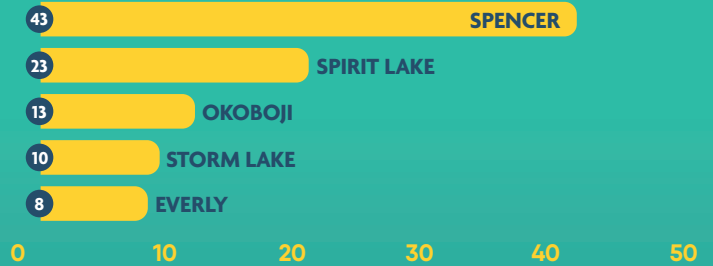 43 SPENCER
23 SPIRIT LAKE
13 OKOBOJI
10 STORM LAKE
8 EVERLY
0 10 20 30 40 50